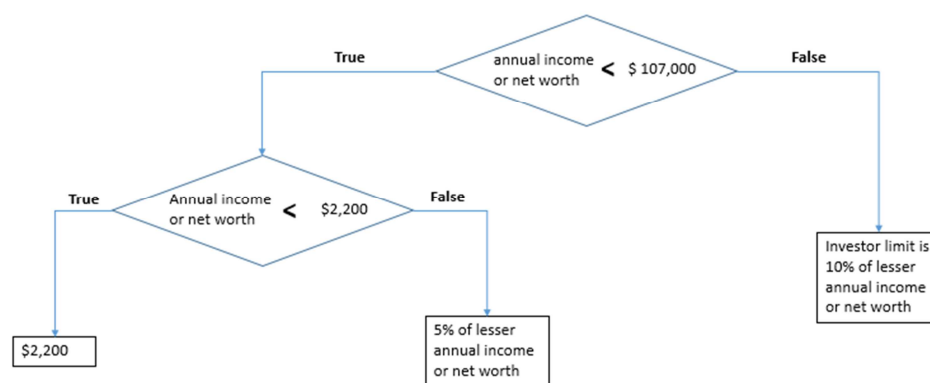 True
annual income
or net worth < $ 107,000
False
True
Annual income
or net worth < $2,200
False
Investor limit is
10% of lesser
annual income
or net worth
$2,200
5% of lesser
annual income
or net worth